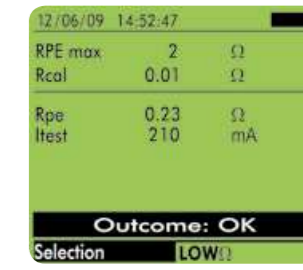 12/06/09 14:52:47
RPE max 2 Ω
Rcal 0.01 Ω
Rpe 0.23 Ω
Itest 210 mA
Outcome: OK
Selection LOWΩ